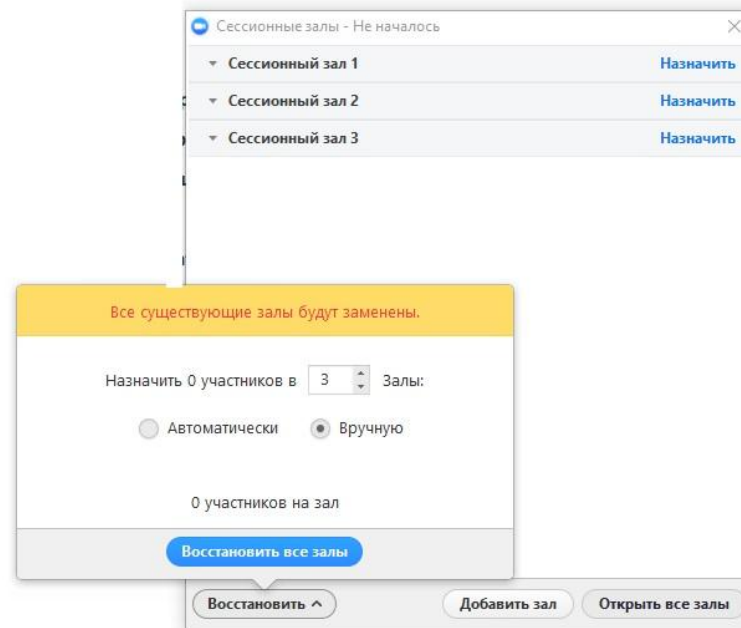 Сессионные залы - Не началось
Сессионный зал 1 Назначить
Сессионный зал 2 Назначить
Сессионный зал 3 Назначить
Все существующие залы будут заменены.
Назначить 0 участников в 3 Залы:
Автоматически Вручную
0 участников на зал
Восстановить все залы
Восстановить Добавить зал Открыть все залы